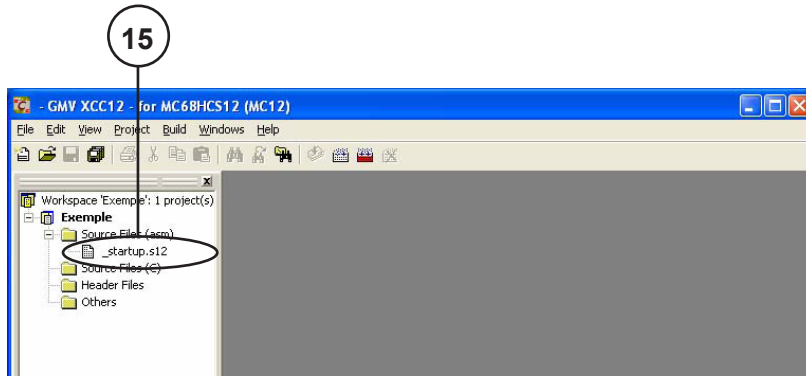 15
- GMV XCC12 - for MC68HCS12 (MC12)
File Edit View Project Build Windows Help
Workspace 'Exemple': 1 project(s)
Exemple
Source Files (asm)
_startup.s12
Source Files (C)
Header Files
Others